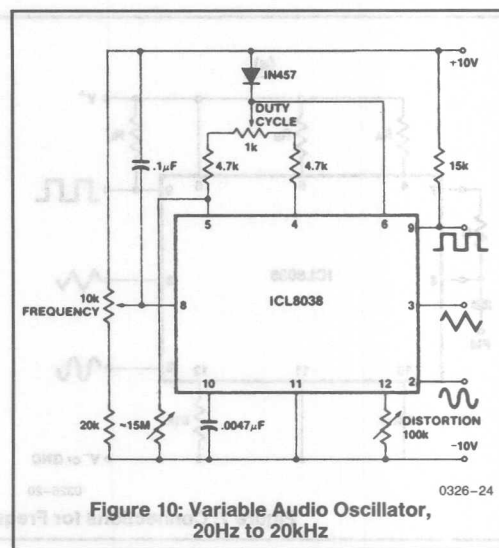 +10V
IN457
DUTY
CYCLE
1k
.1µF
4.7k
4.7k
15k
5
4
6
9
10k
FREQUENCY
8
ICL8038
3
2
10
11
12
20k
~15M
.0047µF
DISTORTION
100k
-10V
0326-24
Figure 10: Variable Audio Oscillator,
20Hz to 20kHz